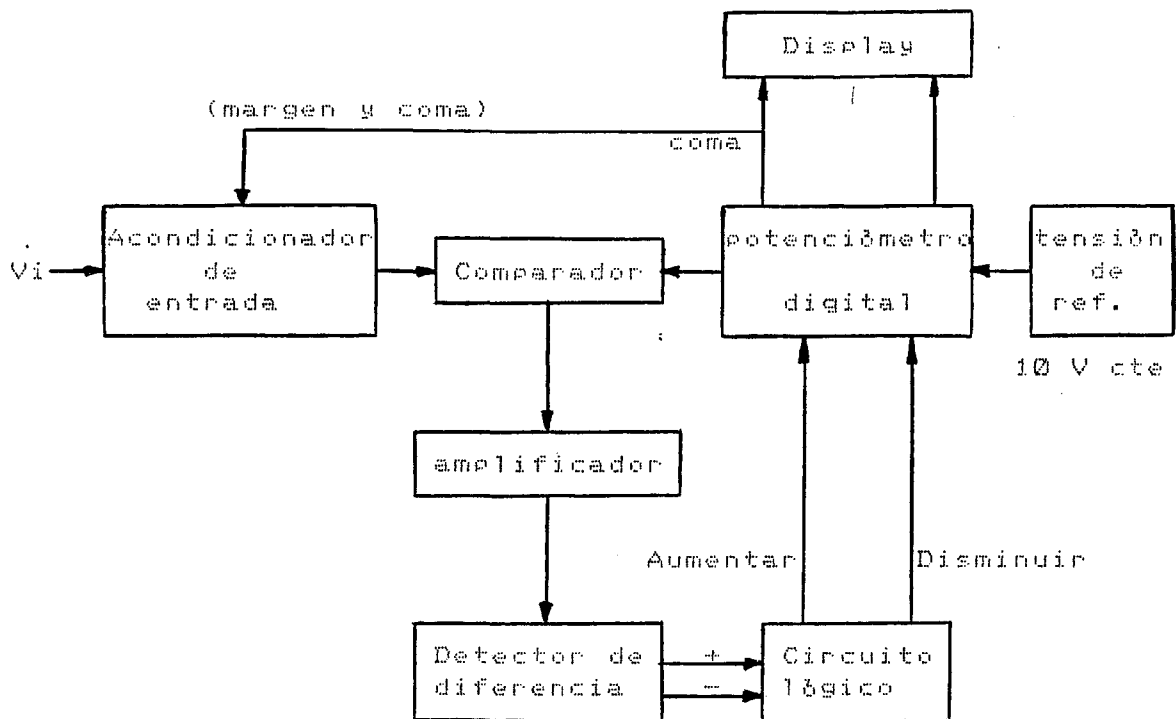 Display
(margen y coma)
coma
Acondicionador
de
entrada
Vi
Comparador
potenciómetro
digital
tensión
de
ref.
10 V cte
amplificador
Aumentar
Disminuir
Detector de
diferencia
+
-
Circuito
lógico